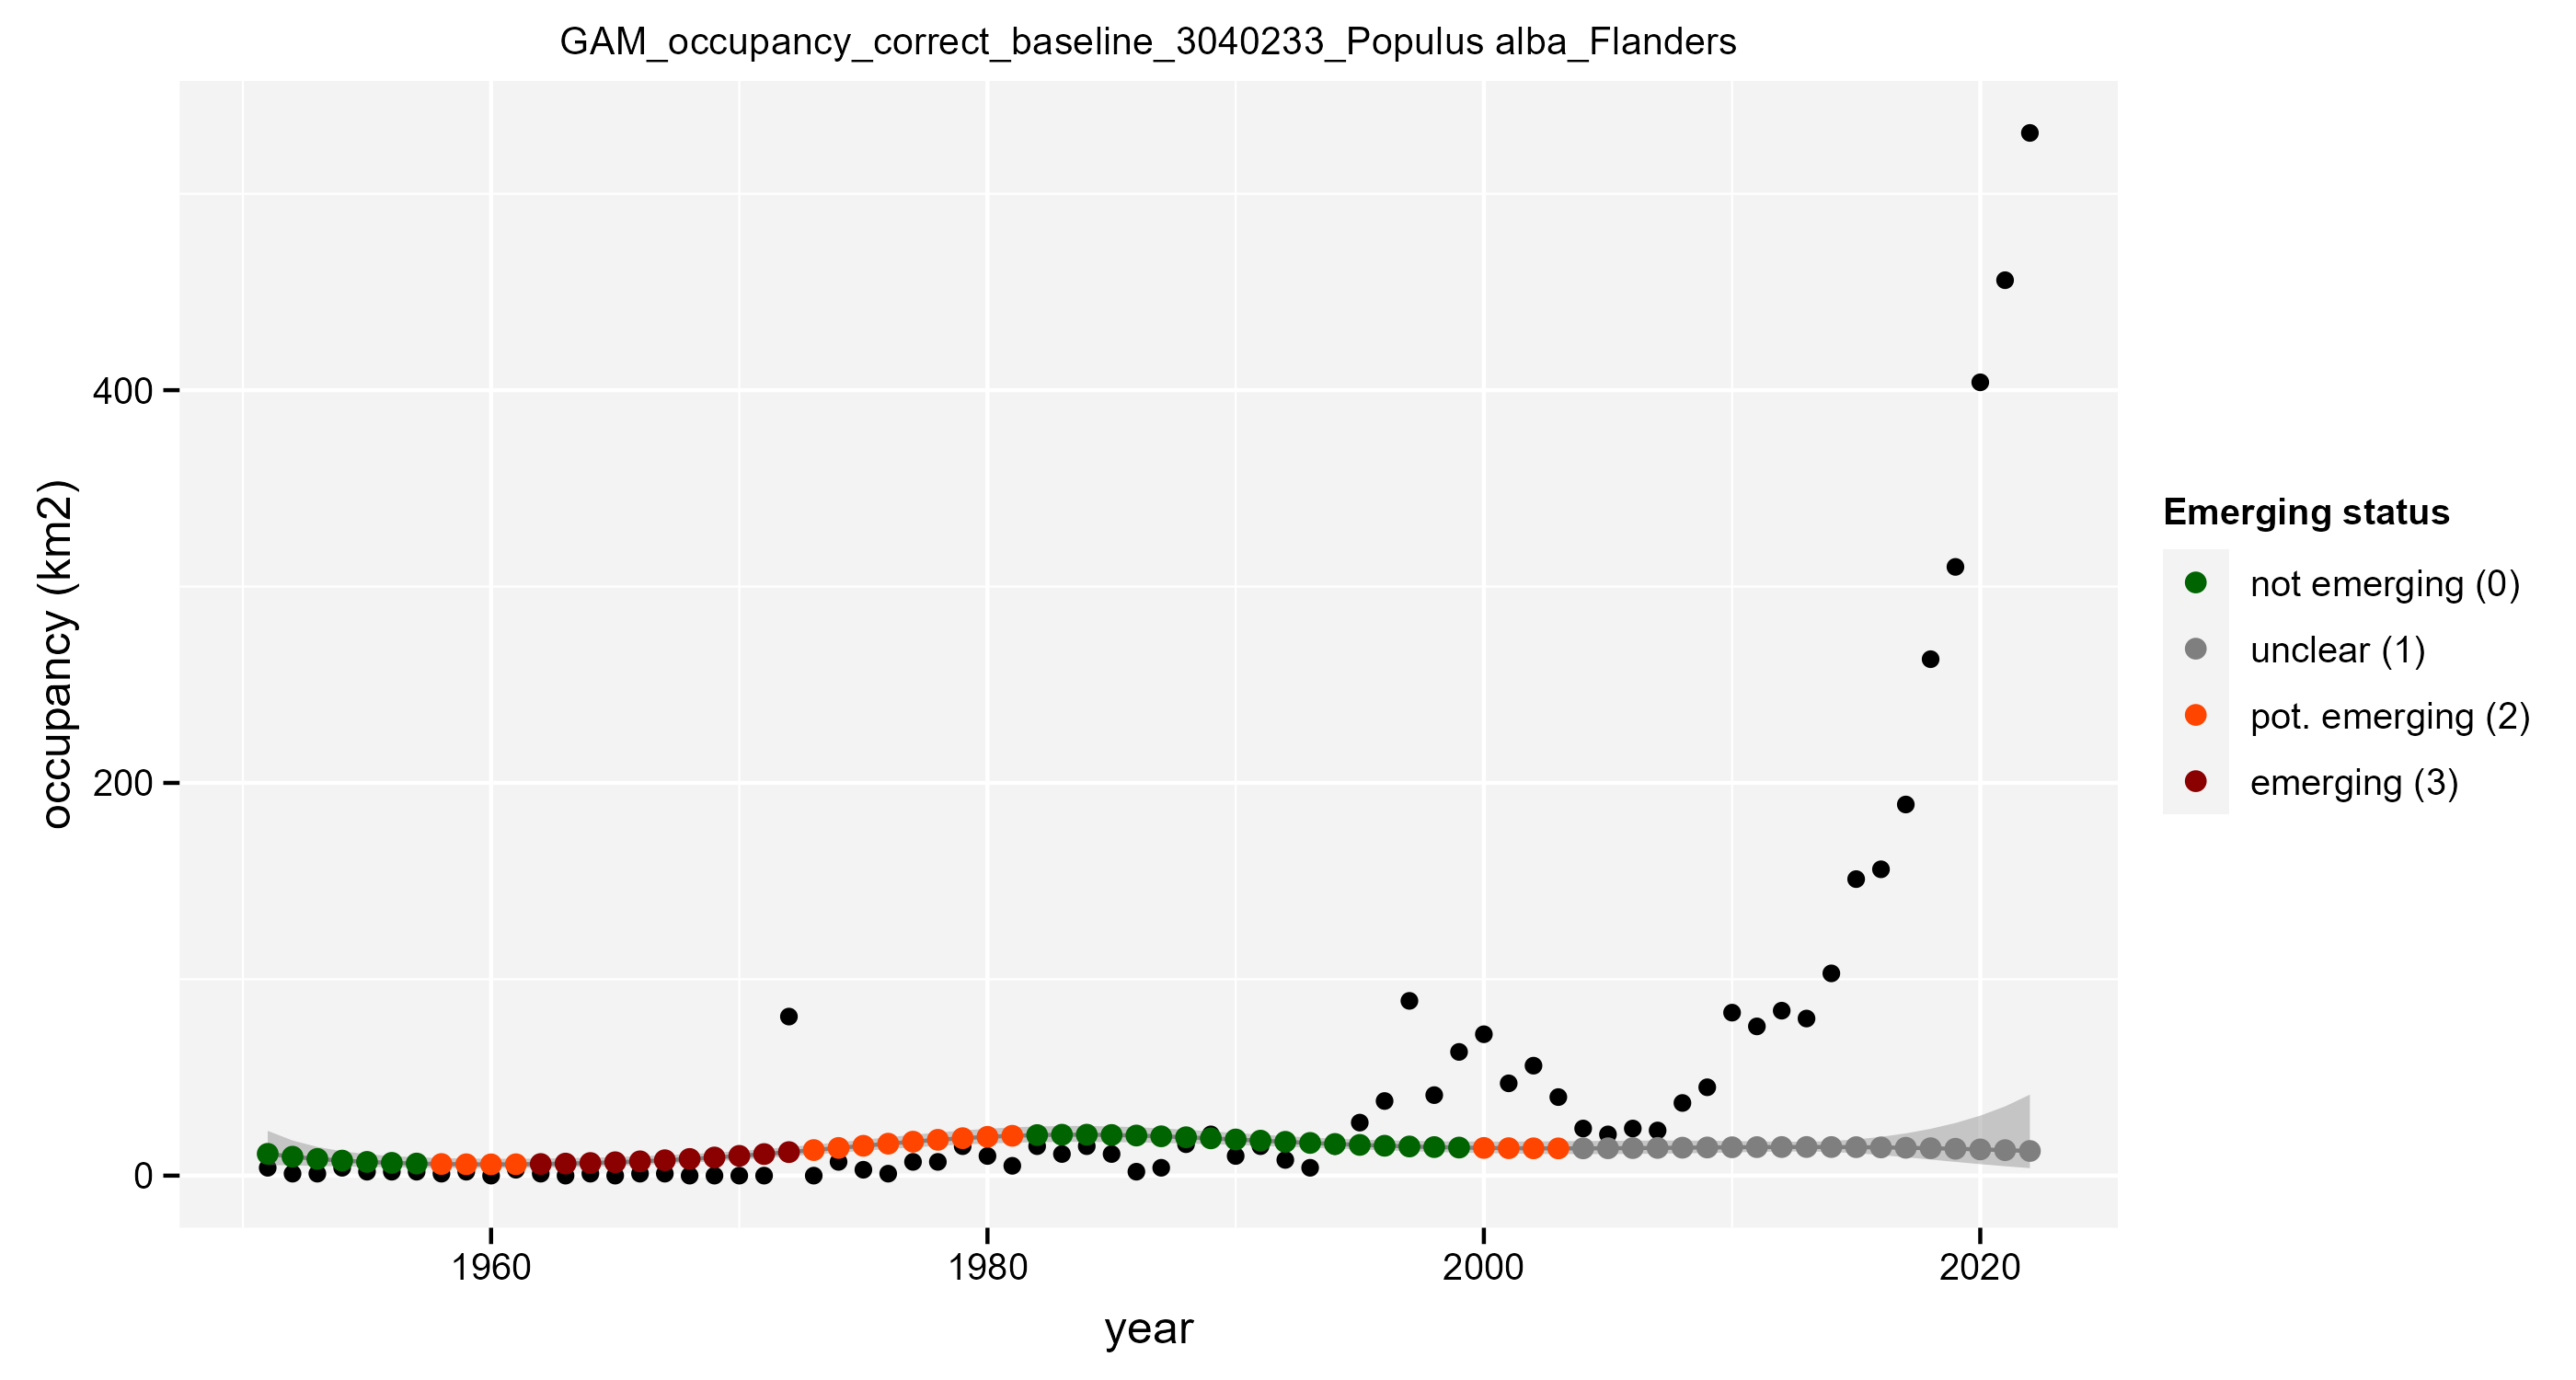 GAM_occupancy_correct_baseline_3040233_Populus alba_Flanders
occupancy (km2)
400
200
0
1960
1980
2000
2020
year
Emerging status
not emerging (0)
unclear (1)
pot. emerging (2)
emerging (3)